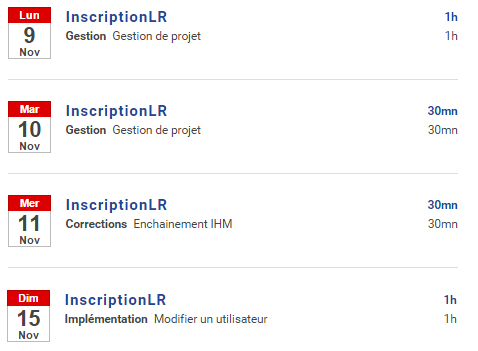 Lun
9
Nov
InscriptionLR 1h
Gestion Gestion de projet 1h
Mar
10
Nov
InscriptionLR 30mn
Gestion Gestion de projet 30mn
Mer
11
Nov
InscriptionLR 30mn
Corrections Enchainement IHM 30mn
Dim
15
Nov
InscriptionLR 1h
Implémentation Modifier un utilisateur 1h